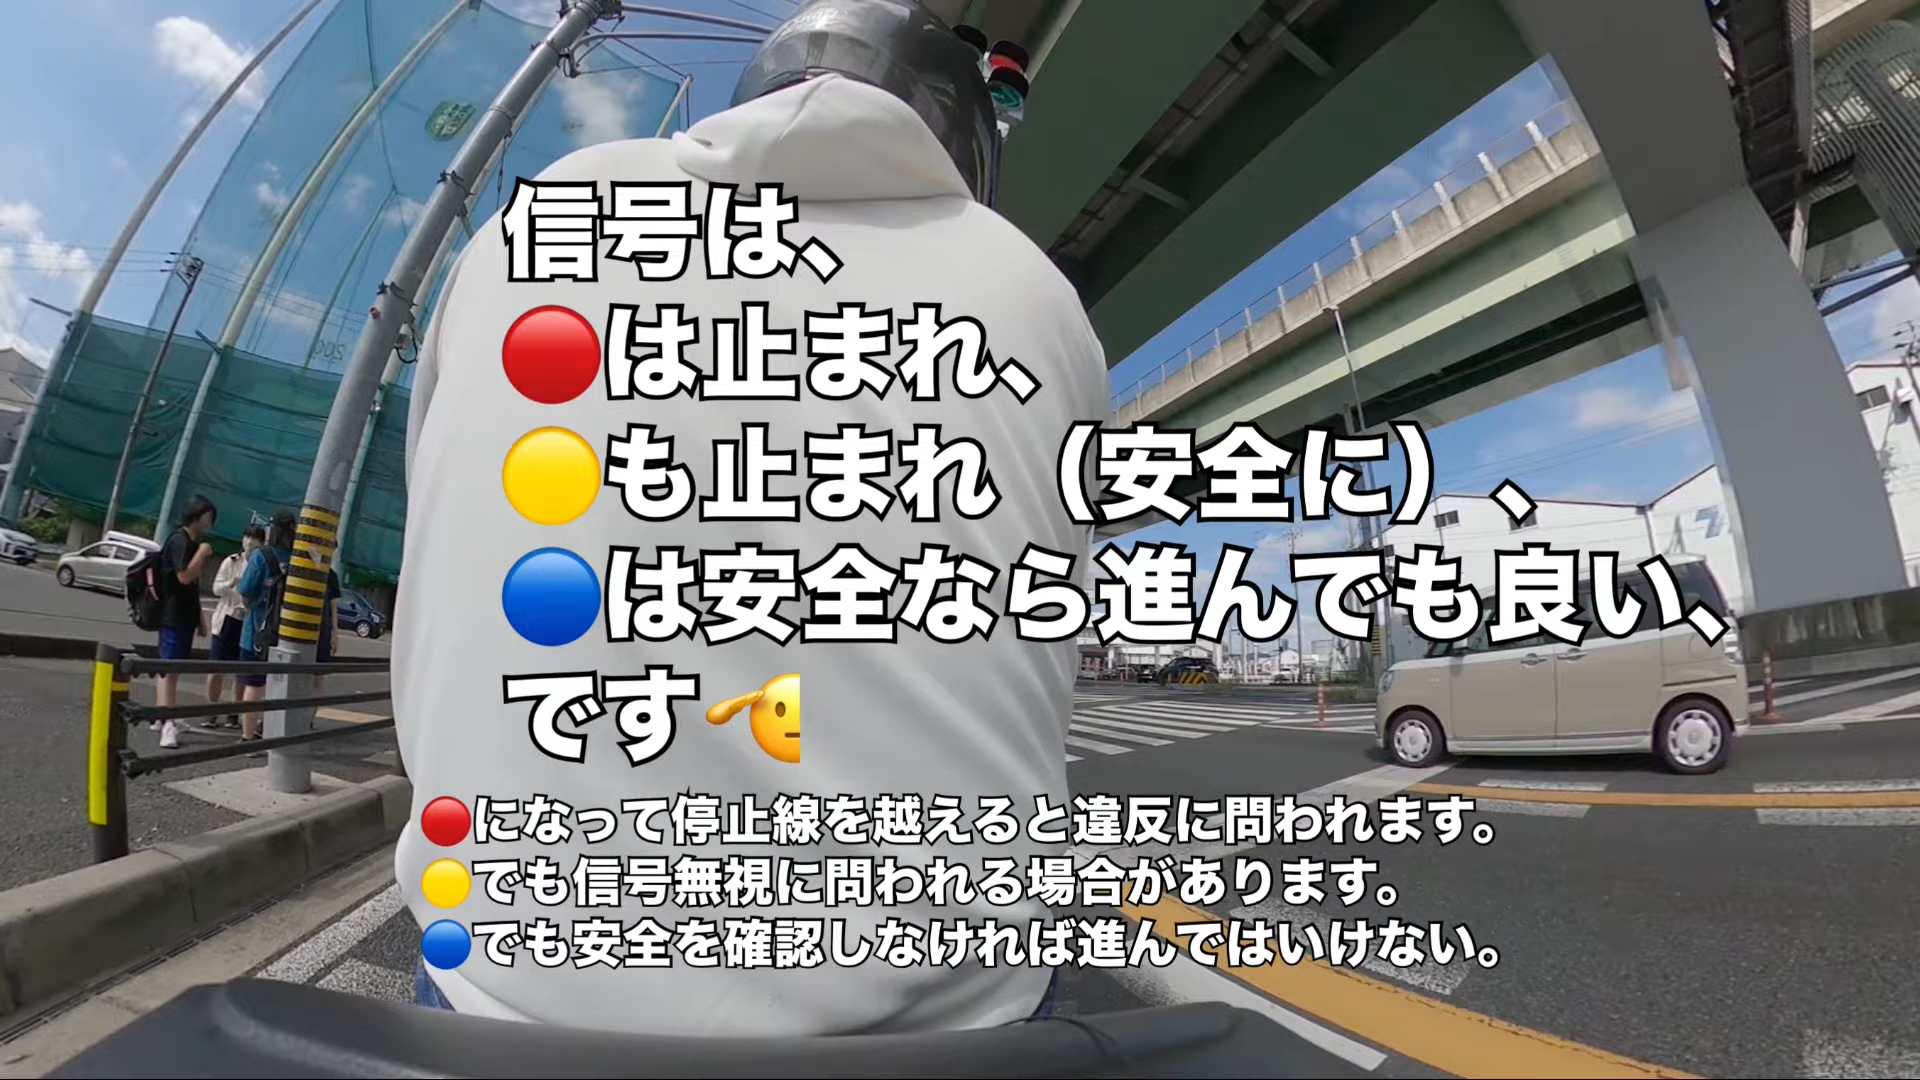 信号は、
🔴は止まれ、
🟡も止まれ（安全に）、
🔵は安全なら進んでも良い、
です🫡
🔴になって停止線を越えると違反に問われます。
🟡でも信号無視に問われる場合があります。
🔵でも安全を確認しなければ進んではいけない。